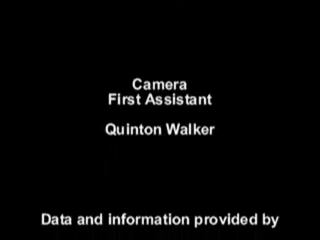 Camera
First Assistant
Quinton Walker
Data and information provided by